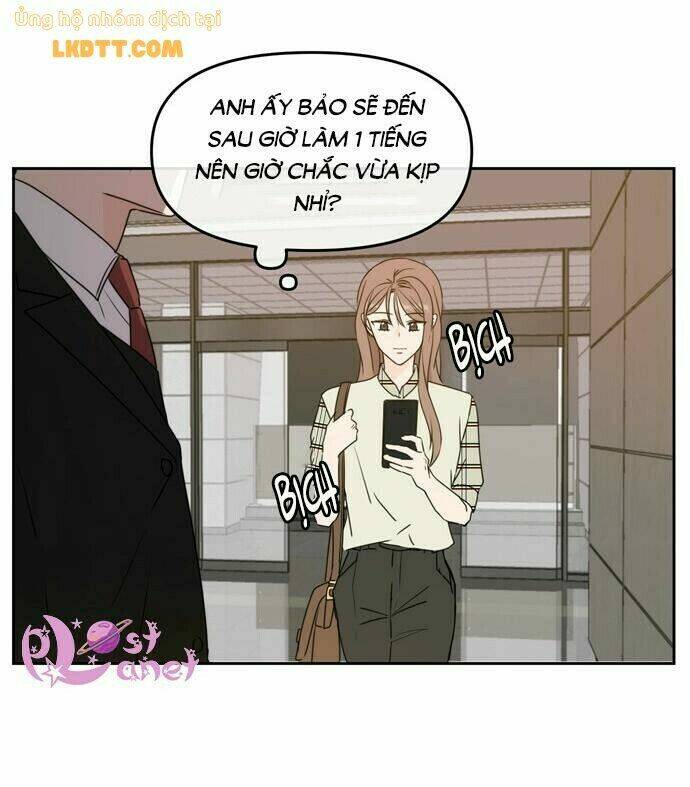 Ủng hộ nhóm dịch tại
LKDTT.COM
ANH ẤY BẢO SẼ ĐẾN
SAU GIỜ LÀM 1 TIẾNG
NÊN GIỜ CHẮC VỪA KỊP
NHỈ?
BỊCH
BỊCH
Lost
Planet